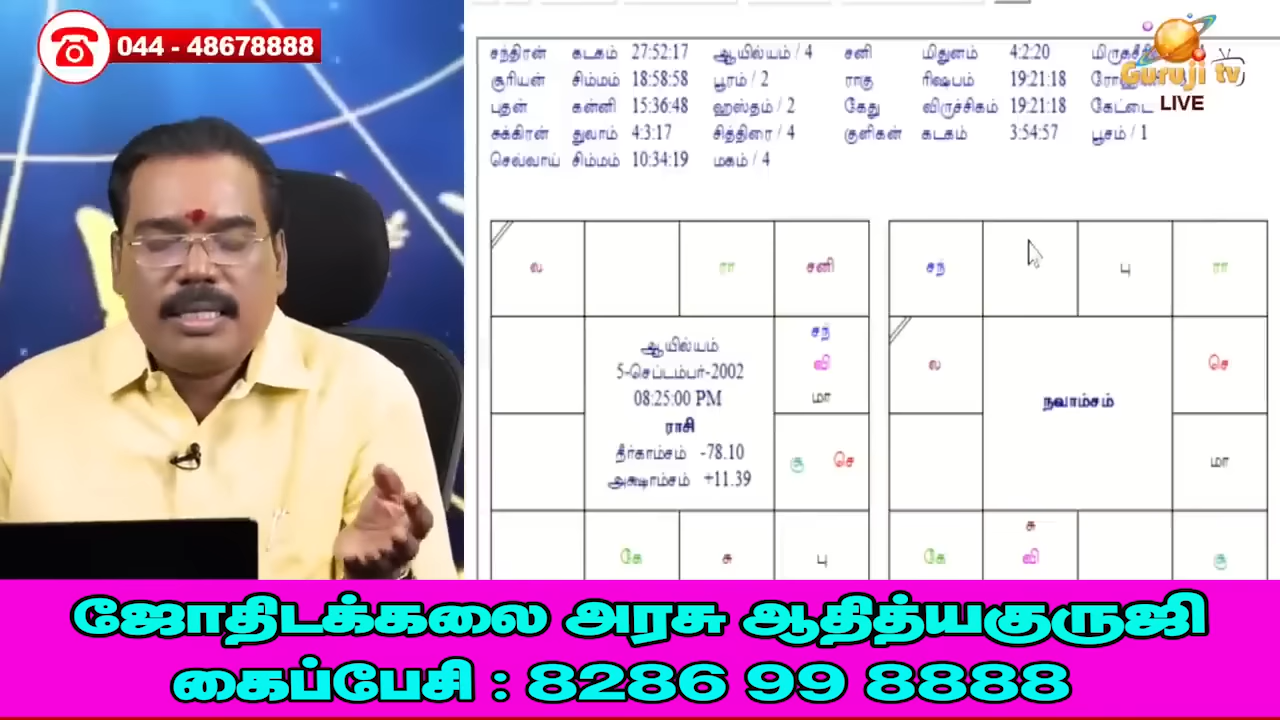 044 - 48678888
Guruji tv
LIVE
சந்திரன் கடகம் 27:52:17 ஆயில்யம் / 4 சனி மிதுனம் 4:2:20
சூரியன் சிம்மம் 18:58:58 பூரம் / 2 ராகு ரிஷபம் 19:21:18
புதன் கன்னி 15:36:48 ஹஸ்தம் / 2 கேது விருச்சிகம் 19:21:18 கேட்டை
சுக்கிரன் துலாம் 4:3:17 சித்திரை / 4 குளிகன் கடகம் 3:54:57 பூசம் / 1
செவ்வாய் சிம்மம் 10:34:19 மகம் / 4
ல ரா சனி
சந்
வி
மா
ஆயில்யம்
5-செப்டம்பர்-2002
08:25:00 PM
ராசி
தீர்காம்சம் -78.10
அசுடிாம்சம் +11.39
சூ செ
கே சு பு
சந் பு ரா
ல செ
நவாம்சம்
மா
சு
கே வி சூ
ஜோதிடக்கலை அரசு ஆதித்யகுருஜி
கைப்பேசி : 8286 99 8888